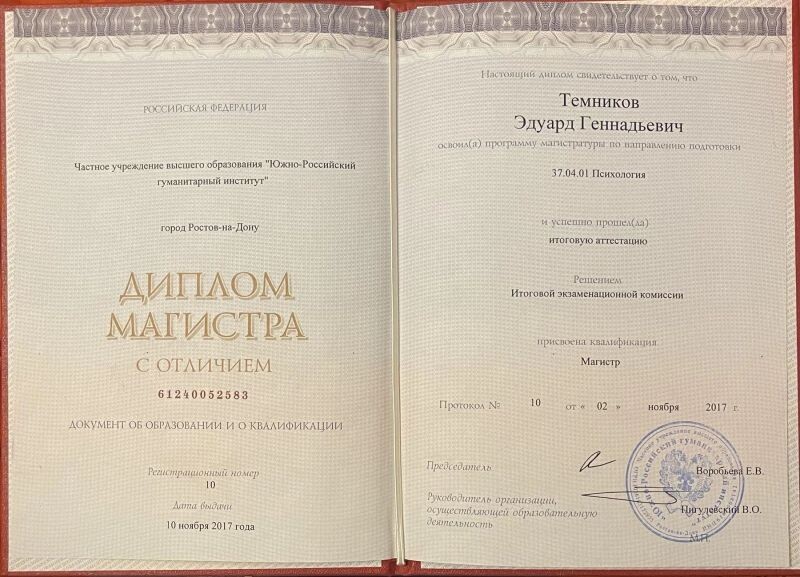 РОССИЙСКАЯ ФЕДЕРАЦИЯ
Частное учреждение высшего образования "Южно-Российский
гуманитарный институт"
город Ростов-на-Дону
ДИПЛОМ
МАГИСТРА
С ОТЛИЧИЕМ
61240052583
ДОКУМЕНТ ОБ ОБРАЗОВАНИИ И О КВАЛИФИКАЦИИ
Регистрационный номер
10
Дата выдачи
10 ноября 2017 года
Настоящий диплом свидетельствует о том, что
Темников
Эдуард Геннадьевич
освоил(а) программу магистратуры по направлению подготовки
37.04.01 Психология
и успешно прошел(ла)
итоговую аттестацию
Решением
Итоговой экзаменационной комиссии
присвоена квалификация
Магистр
Протокол № 10 от « 02 » ноября 2017 г.
Председатель
Воробьева Е.В.
Руководитель организации,
осуществляющей образовательную
деятельность
Пигулевский В.О.
М.П.